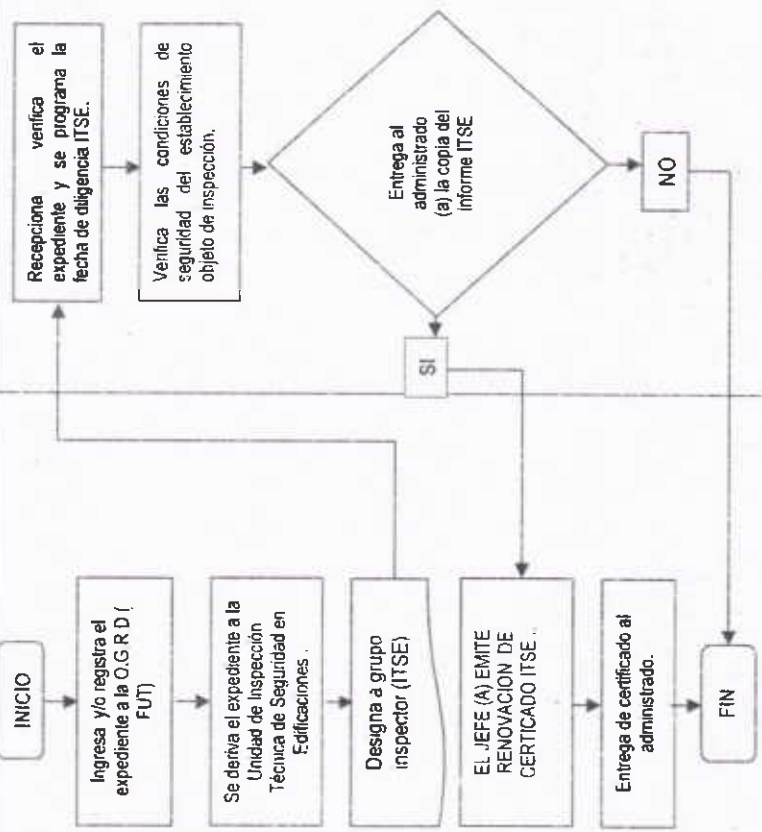 INICIO
Ingresa y/o registra el
expediente a la O.G R D (
FUT)
Se deriva el expediente a la
Unidad de Inspección
Técnica de Seguridad en
Edificaciones .
Designa a grupo
inspector (ITSE)
Recepciona verifica el
expediente y se programa la
fecha de diligencia ITSE.
Verifica las condiciones de
seguridad del establecimiento
objeto de inspección.
Entrega al
administrado
(a) la copia del
informe ITSE
SI
NO
EL JEFE (A) EMITE
RENOVACION DE
CERTICADO ITSE .
Entrega de certificado al
administrado.
FIN